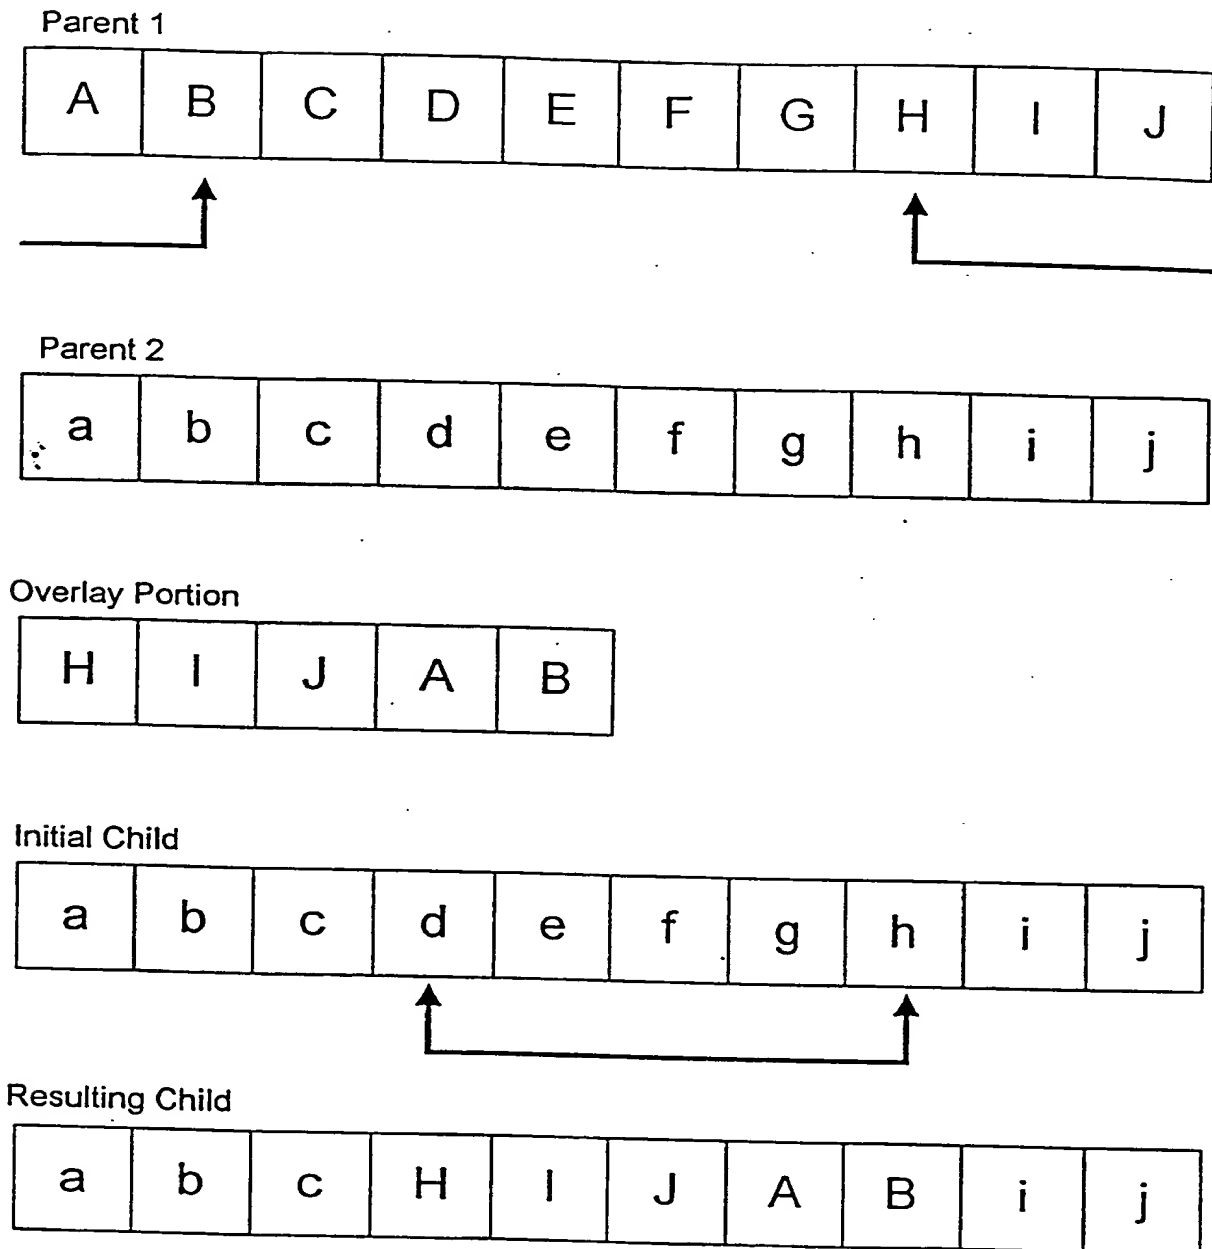 Parent 1
A B C D E F G H I J
Parent 2
a b c d e f g h i j
Overlay Portion
H I J A B
Initial Child
a b c d e f g h i j
Resulting Child
a b c H I J A B i j